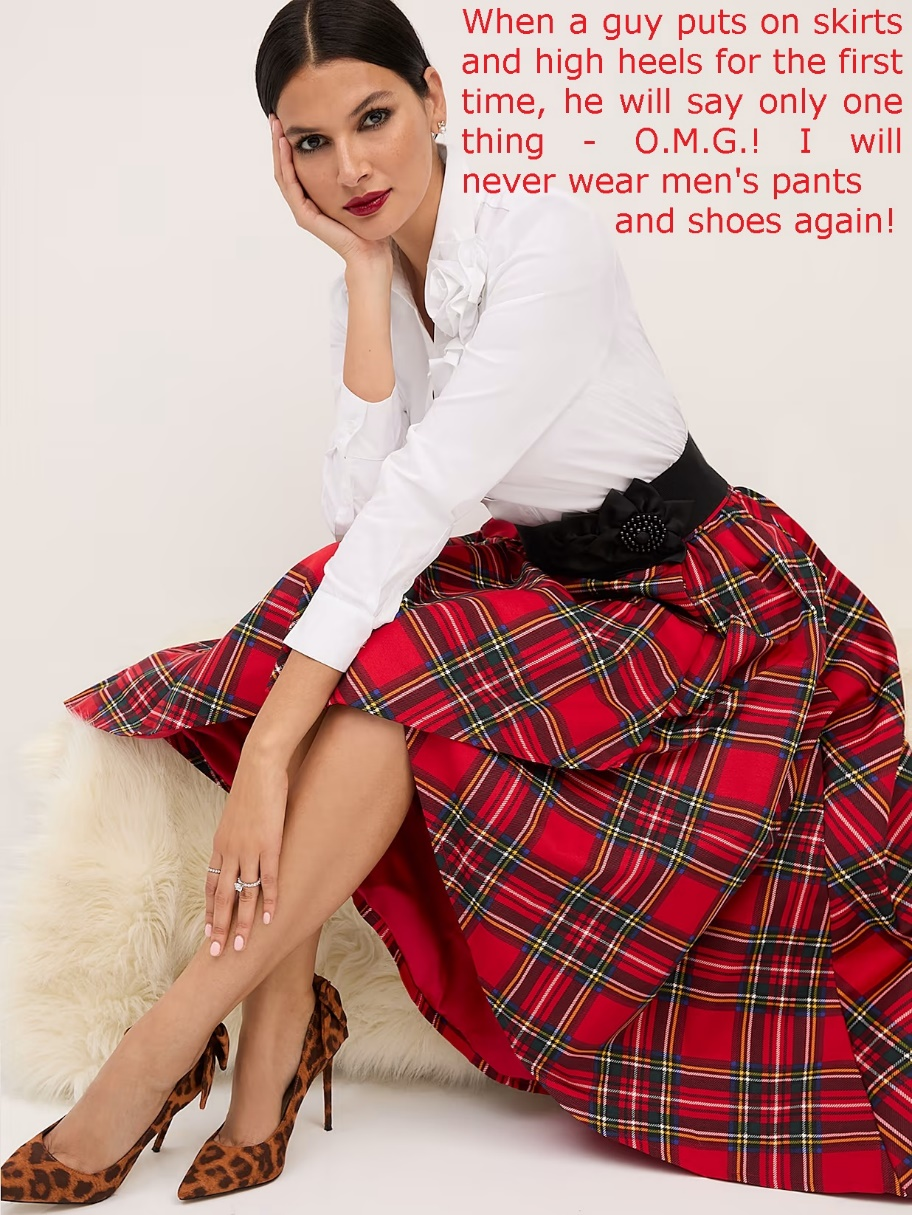 When a guy puts on skirts
and high heels for the first
time, he will say only one
thing - O.M.G.! I will
never wear men's pants
and shoes again!